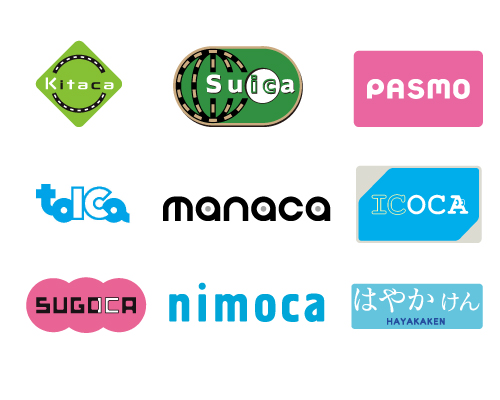 Kitaca
Suica
PASMO
toIca
manaca
ICOCA
SUGOCA
nimoca
はやかけん
HAYAKAKEN